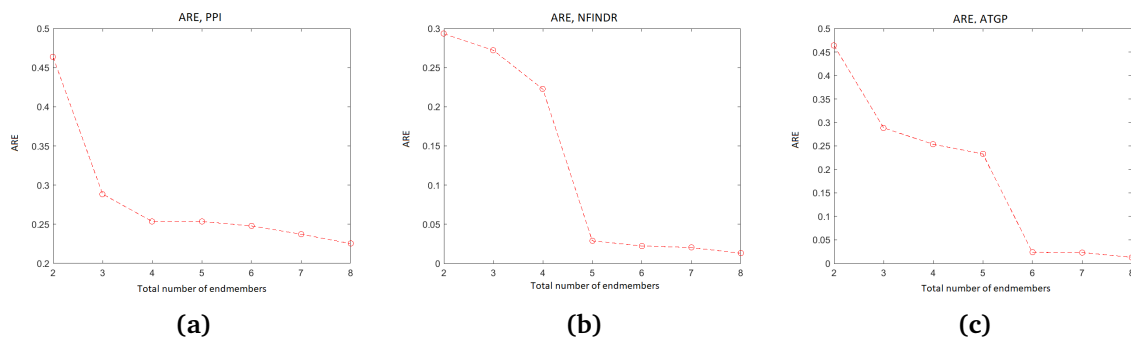 ARE, PPI
0.5
0.45
0.4
0.35
0.3
0.25
0.2
ARE
2 3 4 5 6 7 8
Total number of endmembers
(a)
ARE, NFINDR
0.3
0.25
0.2
0.15
0.1
0.05
0
ARE
2 3 4 5 6 7 8
Total number of endmembers
(b)
ARE, ATGP
0.5
0.45
0.4
0.35
0.3
0.25
0.2
0.15
0.1
0.05
0
ARE
2 3 4 5 6 7 8
Total number of endmembers
(c)